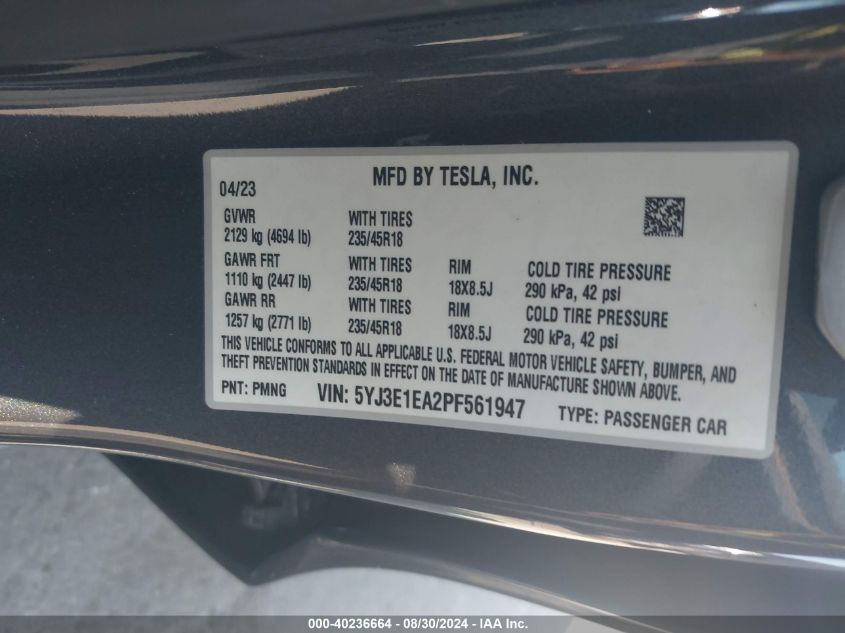 MFD BY TESLA, INC.
04/23
GVWR WITH TIRES
2129 kg (4694 lb) 235/45R18
GAWR FRT WITH TIRES RIM COLD TIRE PRESSURE
1110 kg (2447 lb) 235/45R18 18X8.5J 290 kPa, 42 psi
GAWR RR WITH TIRES RIM COLD TIRE PRESSURE
1257 kg (2771 lb) 235/45R18 18X8.5J 290 kPa, 42 psi
THIS VEHICLE CONFORMS TO ALL APPLICABLE U.S. FEDERAL MOTOR VEHICLE SAFETY, BUMPER, AND
THEFT PREVENTION STANDARDS IN EFFECT ON THE DATE OF MANUFACTURE SHOWN ABOVE.
PNT: PMNG VIN: 5YJ3E1EA2PF561947 TYPE: PASSENGER CAR
000-40236664 - 08/30/2024 - IAA Inc.